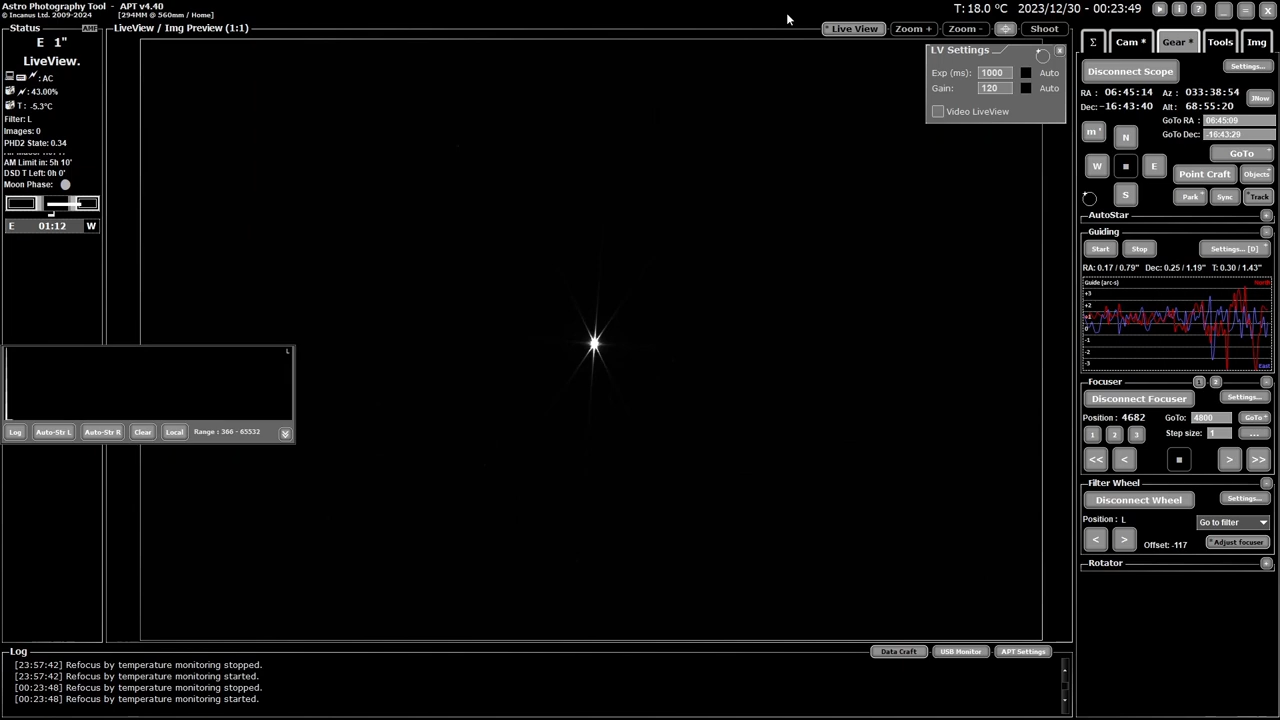 Astro Photography Tool - APT v4.40
© Incanus Ltd. 2009-2024 [294MM @ 560mm / Home]
T: 18.0 ºC 2023/12/30 - 00:23:49
i ?
Status AMF
E 1"
LiveView.
: AC
: 43.00%
T : -5.3°C
Filter: L
Images: 0
PHD2 State: 0.34
AM Limit in: 5h 10'
DSD T Left: 0h 0'
Moon Phase:
E 01:12 W
LiveView / Img Preview (1:1)
* Live View Zoom + Zoom - Shoot
LV Settings x
Exp (ms): 1000 Auto
Gain: 120 Auto
Video LiveView
L
Log Auto-Str L Auto-Str R Clear Local Range : 366 - 65532
Σ Cam * Gear * Tools Img
Disconnect Scope Settings...
RA : 06:45:14 Az : 033:38:54
Dec: -16:43:40 Alt : 68:55:20
JNow
GoTo RA : 06:45:09
GoTo Dec: -16:43:29
m '
N
GoTo +
W E
Point Craft Objects
S
Park + Sync * Track
AutoStar
Guiding
Start Stop Settings... [D] +
RA: 0.17 / 0.79" Dec: 0.25 / 1.19" T: 0.30 / 1.43"
Guide (arc-s) North
+3
+2
+1
0
-1
-2
-3
East
Focuser 1 2
Disconnect Focuser Settings...
Position : 4682 GoTo: 4800 GoTo +
1 2 3 Step size: 1 ...
<< < > >>
Filter Wheel
Disconnect Wheel Settings...
Position : L Go to filter
< > Offset: -117 * Adjust focuser
Rotator
Log
Data Craft USB Monitor APT Settings
[23:57:42] Refocus by temperature monitoring stopped.
[23:57:42] Refocus by temperature monitoring started.
[00:23:48] Refocus by temperature monitoring stopped.
[00:23:48] Refocus by temperature monitoring started.